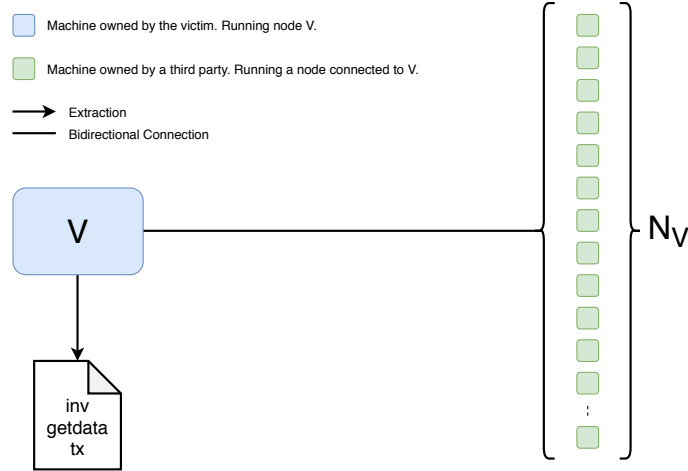 Machine owned by the victim. Running node V.
Machine owned by a third party. Running a node connected to V.
Extraction
Bidirectional Connection
V
N_V
inv
getdata
tx